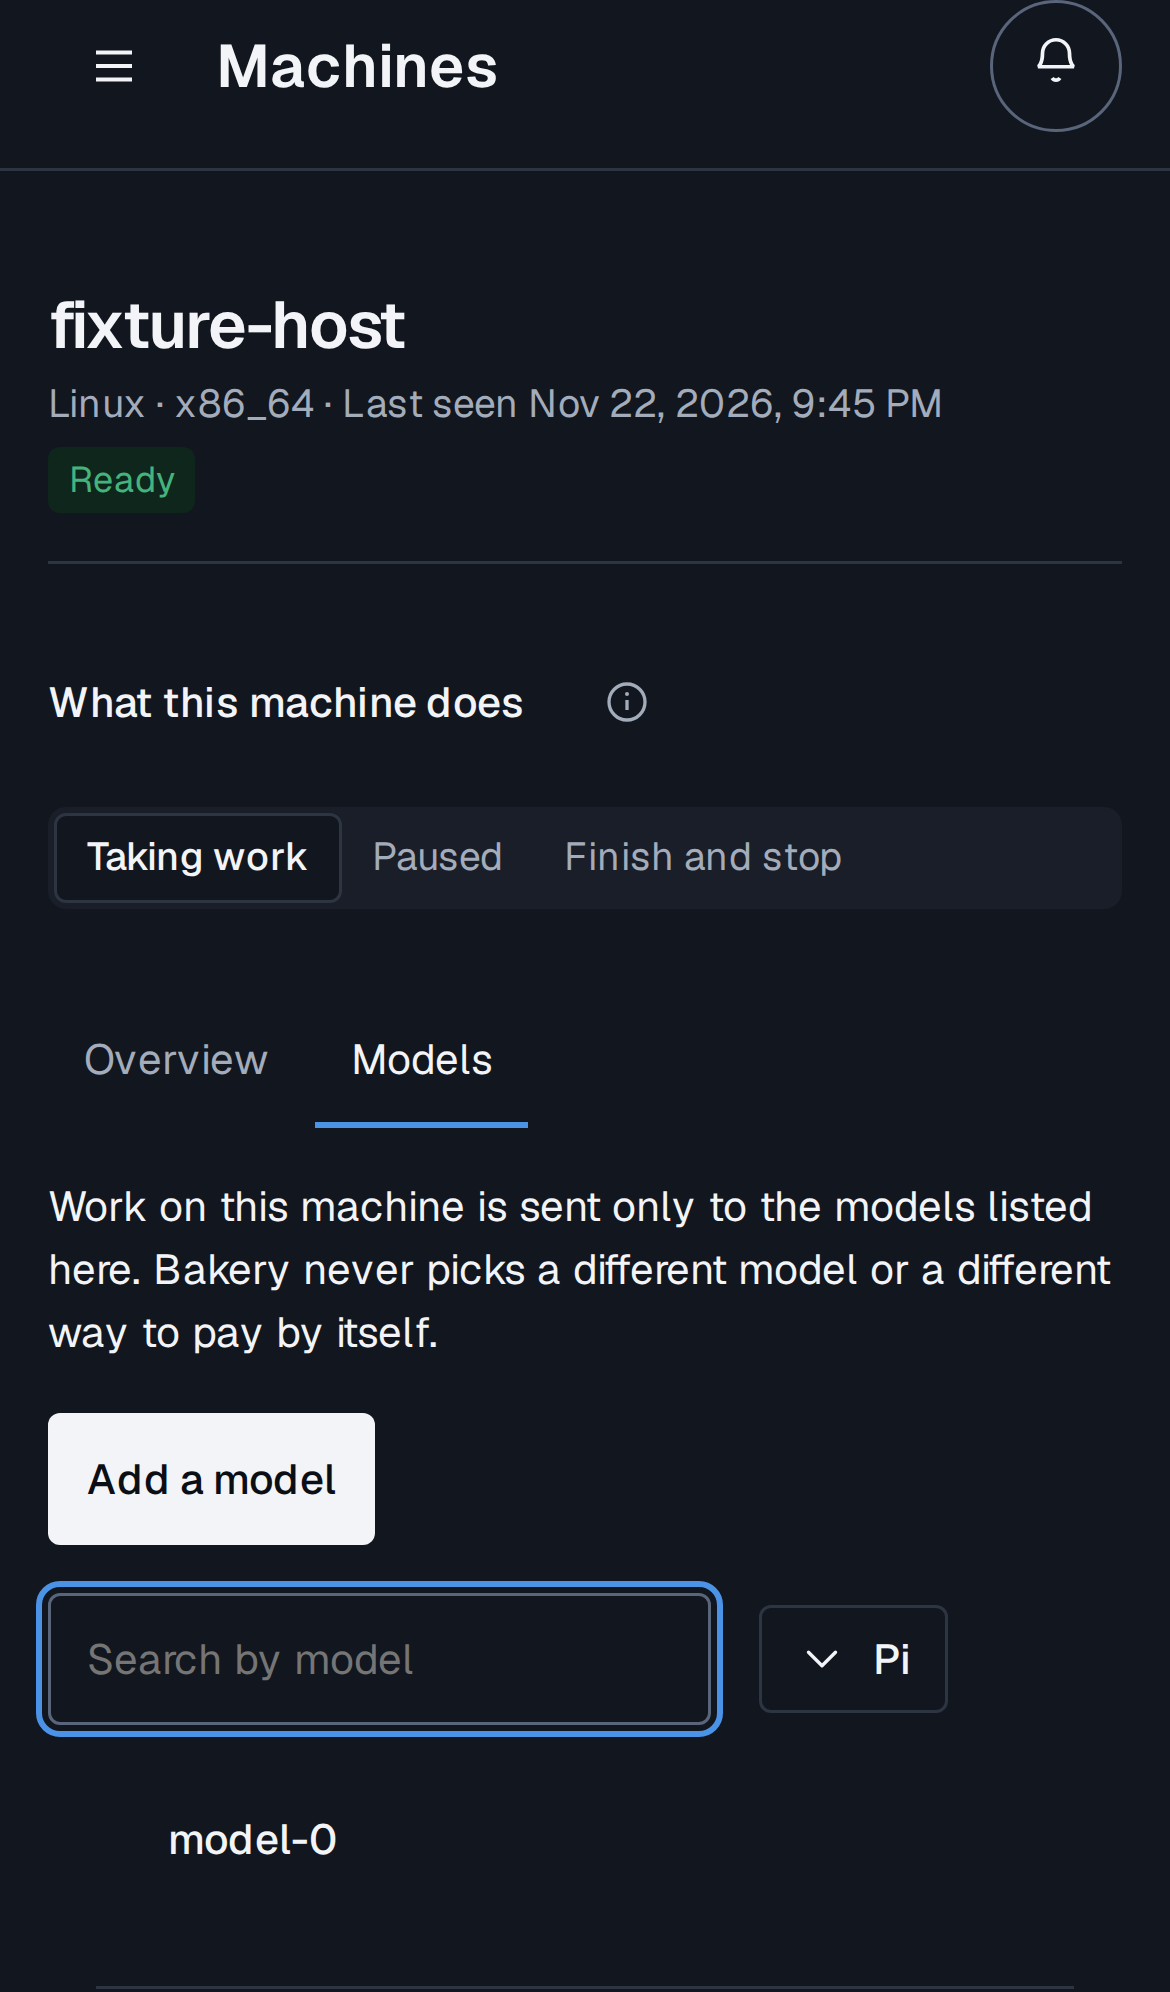 Machines
fixture-host
Linux · x86_64 · Last seen Nov 22, 2026, 9:45 PM
Ready
What this machine does
Taking work Paused Finish and stop
Overview Models
Work on this machine is sent only to the models listed
here. Bakery never picks a different model or a different
way to pay by itself.
Add a model
Search by model Pi
model-0